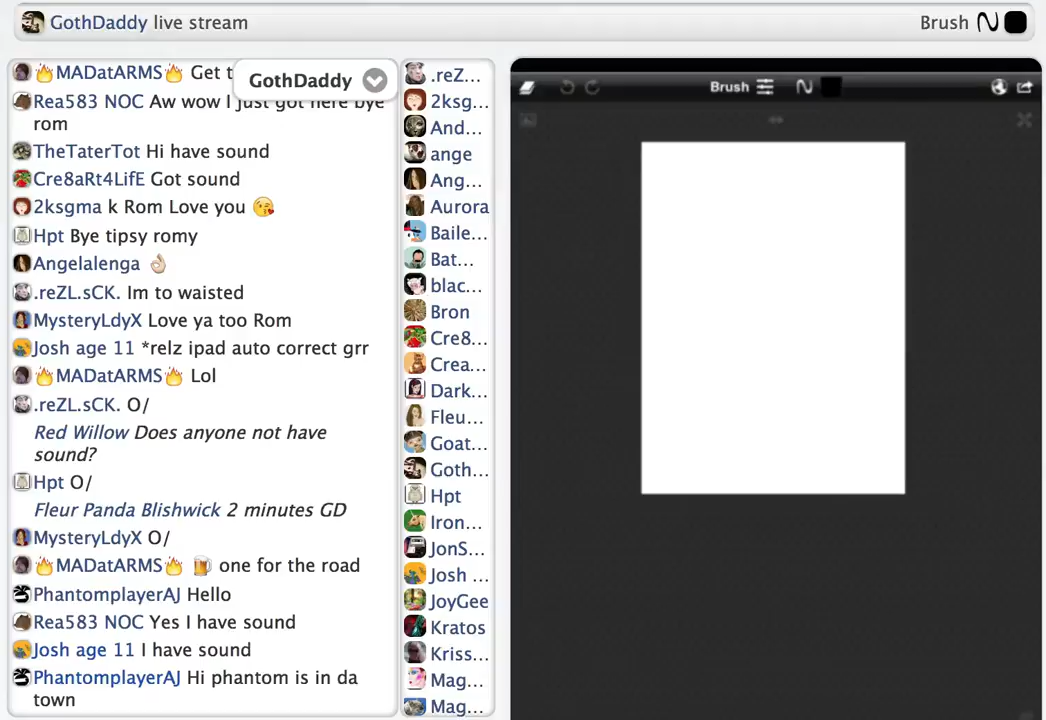 GothDaddy live stream
Brush
🔥MADatARMS🔥 Get t
GothDaddy
Rea583 NOC Aw wow I just got here bye
rom
TheTaterTot Hi have sound
Cre8aRt4LifE Got sound
2ksgma k Rom Love you 😘
Hpt Bye tipsy romy
Angelalenga 👌🏼
.reZL.sCK. Im to waisted
MysteryLdyX Love ya too Rom
Josh age 11 *relz ipad auto correct grr
🔥MADatARMS🔥 Lol
.reZL.sCK. O/
Red Willow Does anyone not have
sound?
Hpt O/
Fleur Panda Blishwick 2 minutes GD
MysteryLdyX O/
🔥MADatARMS🔥 🍺 one for the road
PhantomplayerAJ Hello
Rea583 NOC Yes I have sound
Josh age 11 I have sound
PhantomplayerAJ Hi phantom is in da
town
.reZ...
2ksg...
And...
ange
Ang...
Aurora
Baile...
Bat...
blac...
Bron
Cre8...
Crea...
Dark...
Fleu...
Goat...
Goth...
Hpt
Iron...
JonS...
Josh ...
JoyGee
Kratos
Kriss...
Mag...
Mag...
Brush